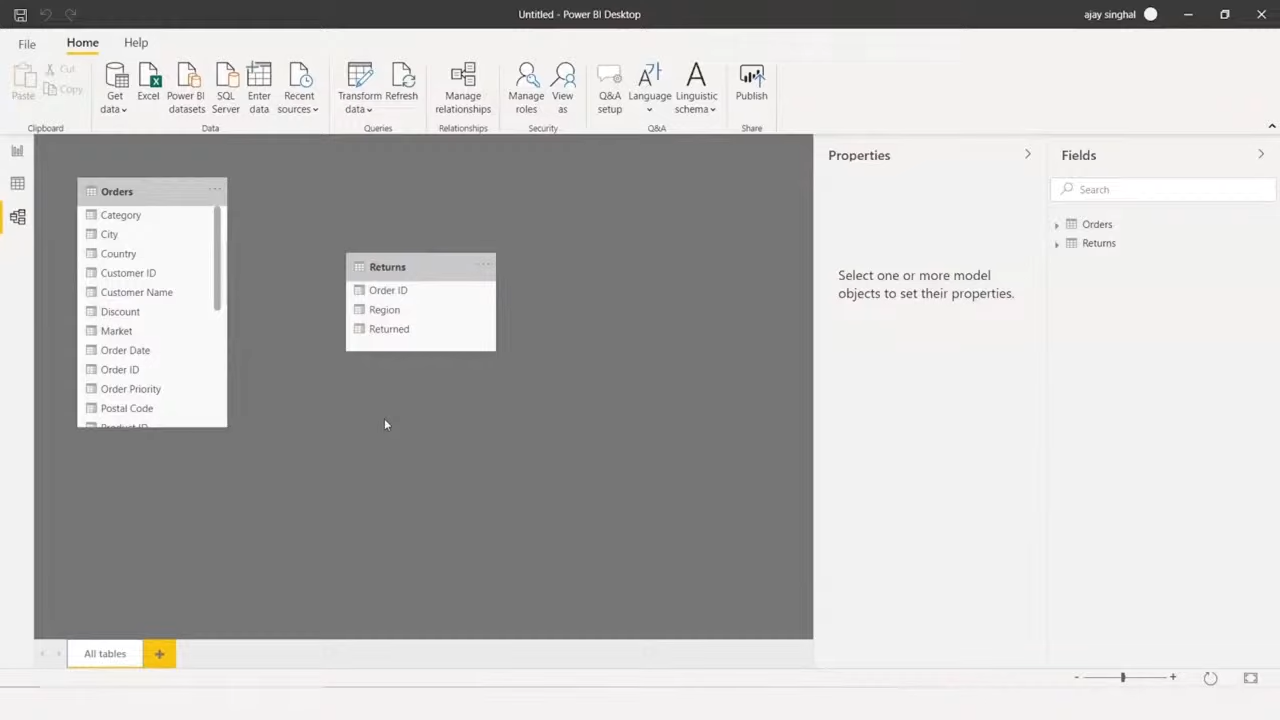 Untitled - Power BI Desktop
ajay singhal
File Home Help
Paste
Cut
Copy
Get data
Excel
Power BI datasets
SQL Server
Enter data
Recent sources
Transform data
Refresh
Manage relationships
Manage roles
View as
Q&A setup
Language
Linguistic schema
Publish
Clipboard
Data
Queries
Relationships
Security
Q&A
Share
Orders
Category
City
Country
Customer ID
Customer Name
Discount
Market
Order Date
Order ID
Order Priority
Postal Code
Product ID
Returns
Order ID
Region
Returned
Properties
Select one or more model
objects to set their properties.
Fields
Search
Orders
Returns
All tables